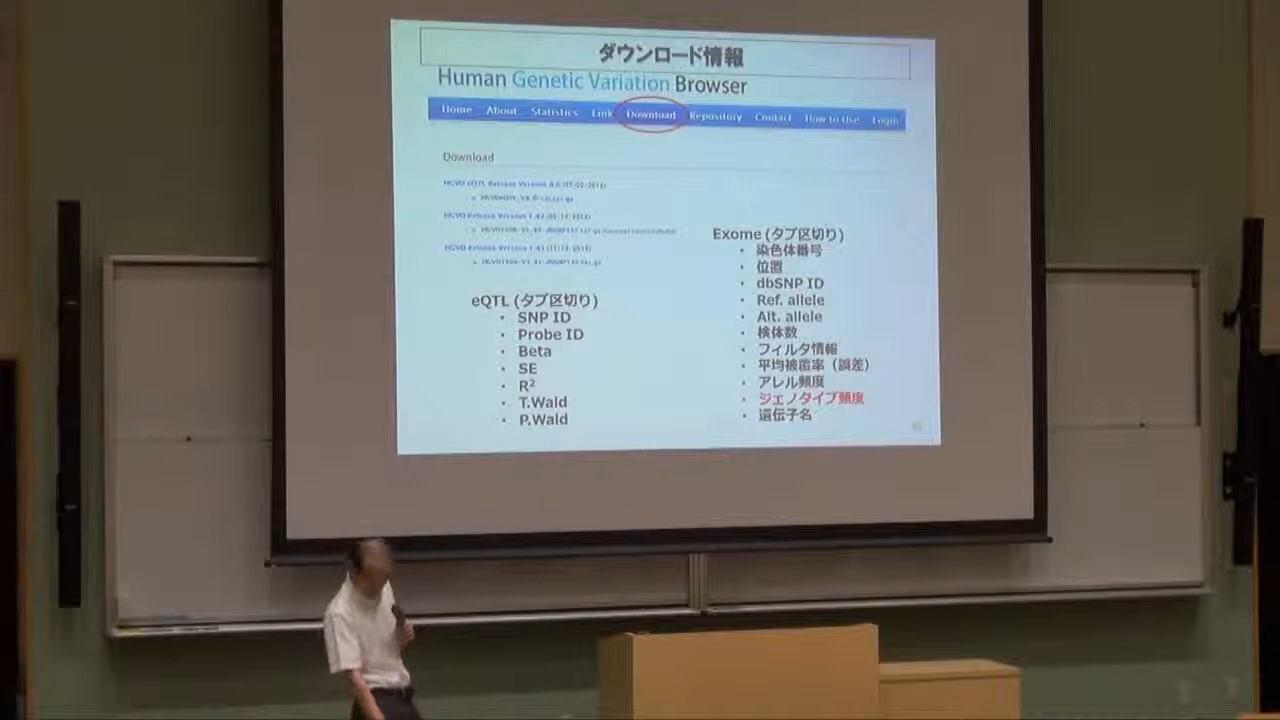 ダウンロード情報
Human Genetic Variation Browser
Home About Statistics Link Download Repository Contact How to Use Login
Download
eQTL (タブ区切り)
・ SNP ID
・ Probe ID
・ Beta
・ SE
・ R²
・ T.Wald
・ P.Wald
Exome (タブ区切り)
・ 染色体番号
・ 位置
・ dbSNP ID
・ Ref. allele
・ Alt. allele
・ 検体数
・ フィルタ情報
・ 平均被覆率（誤差）
・ アレル頻度
・ ジェノタイプ頻度
・ 遺伝子名